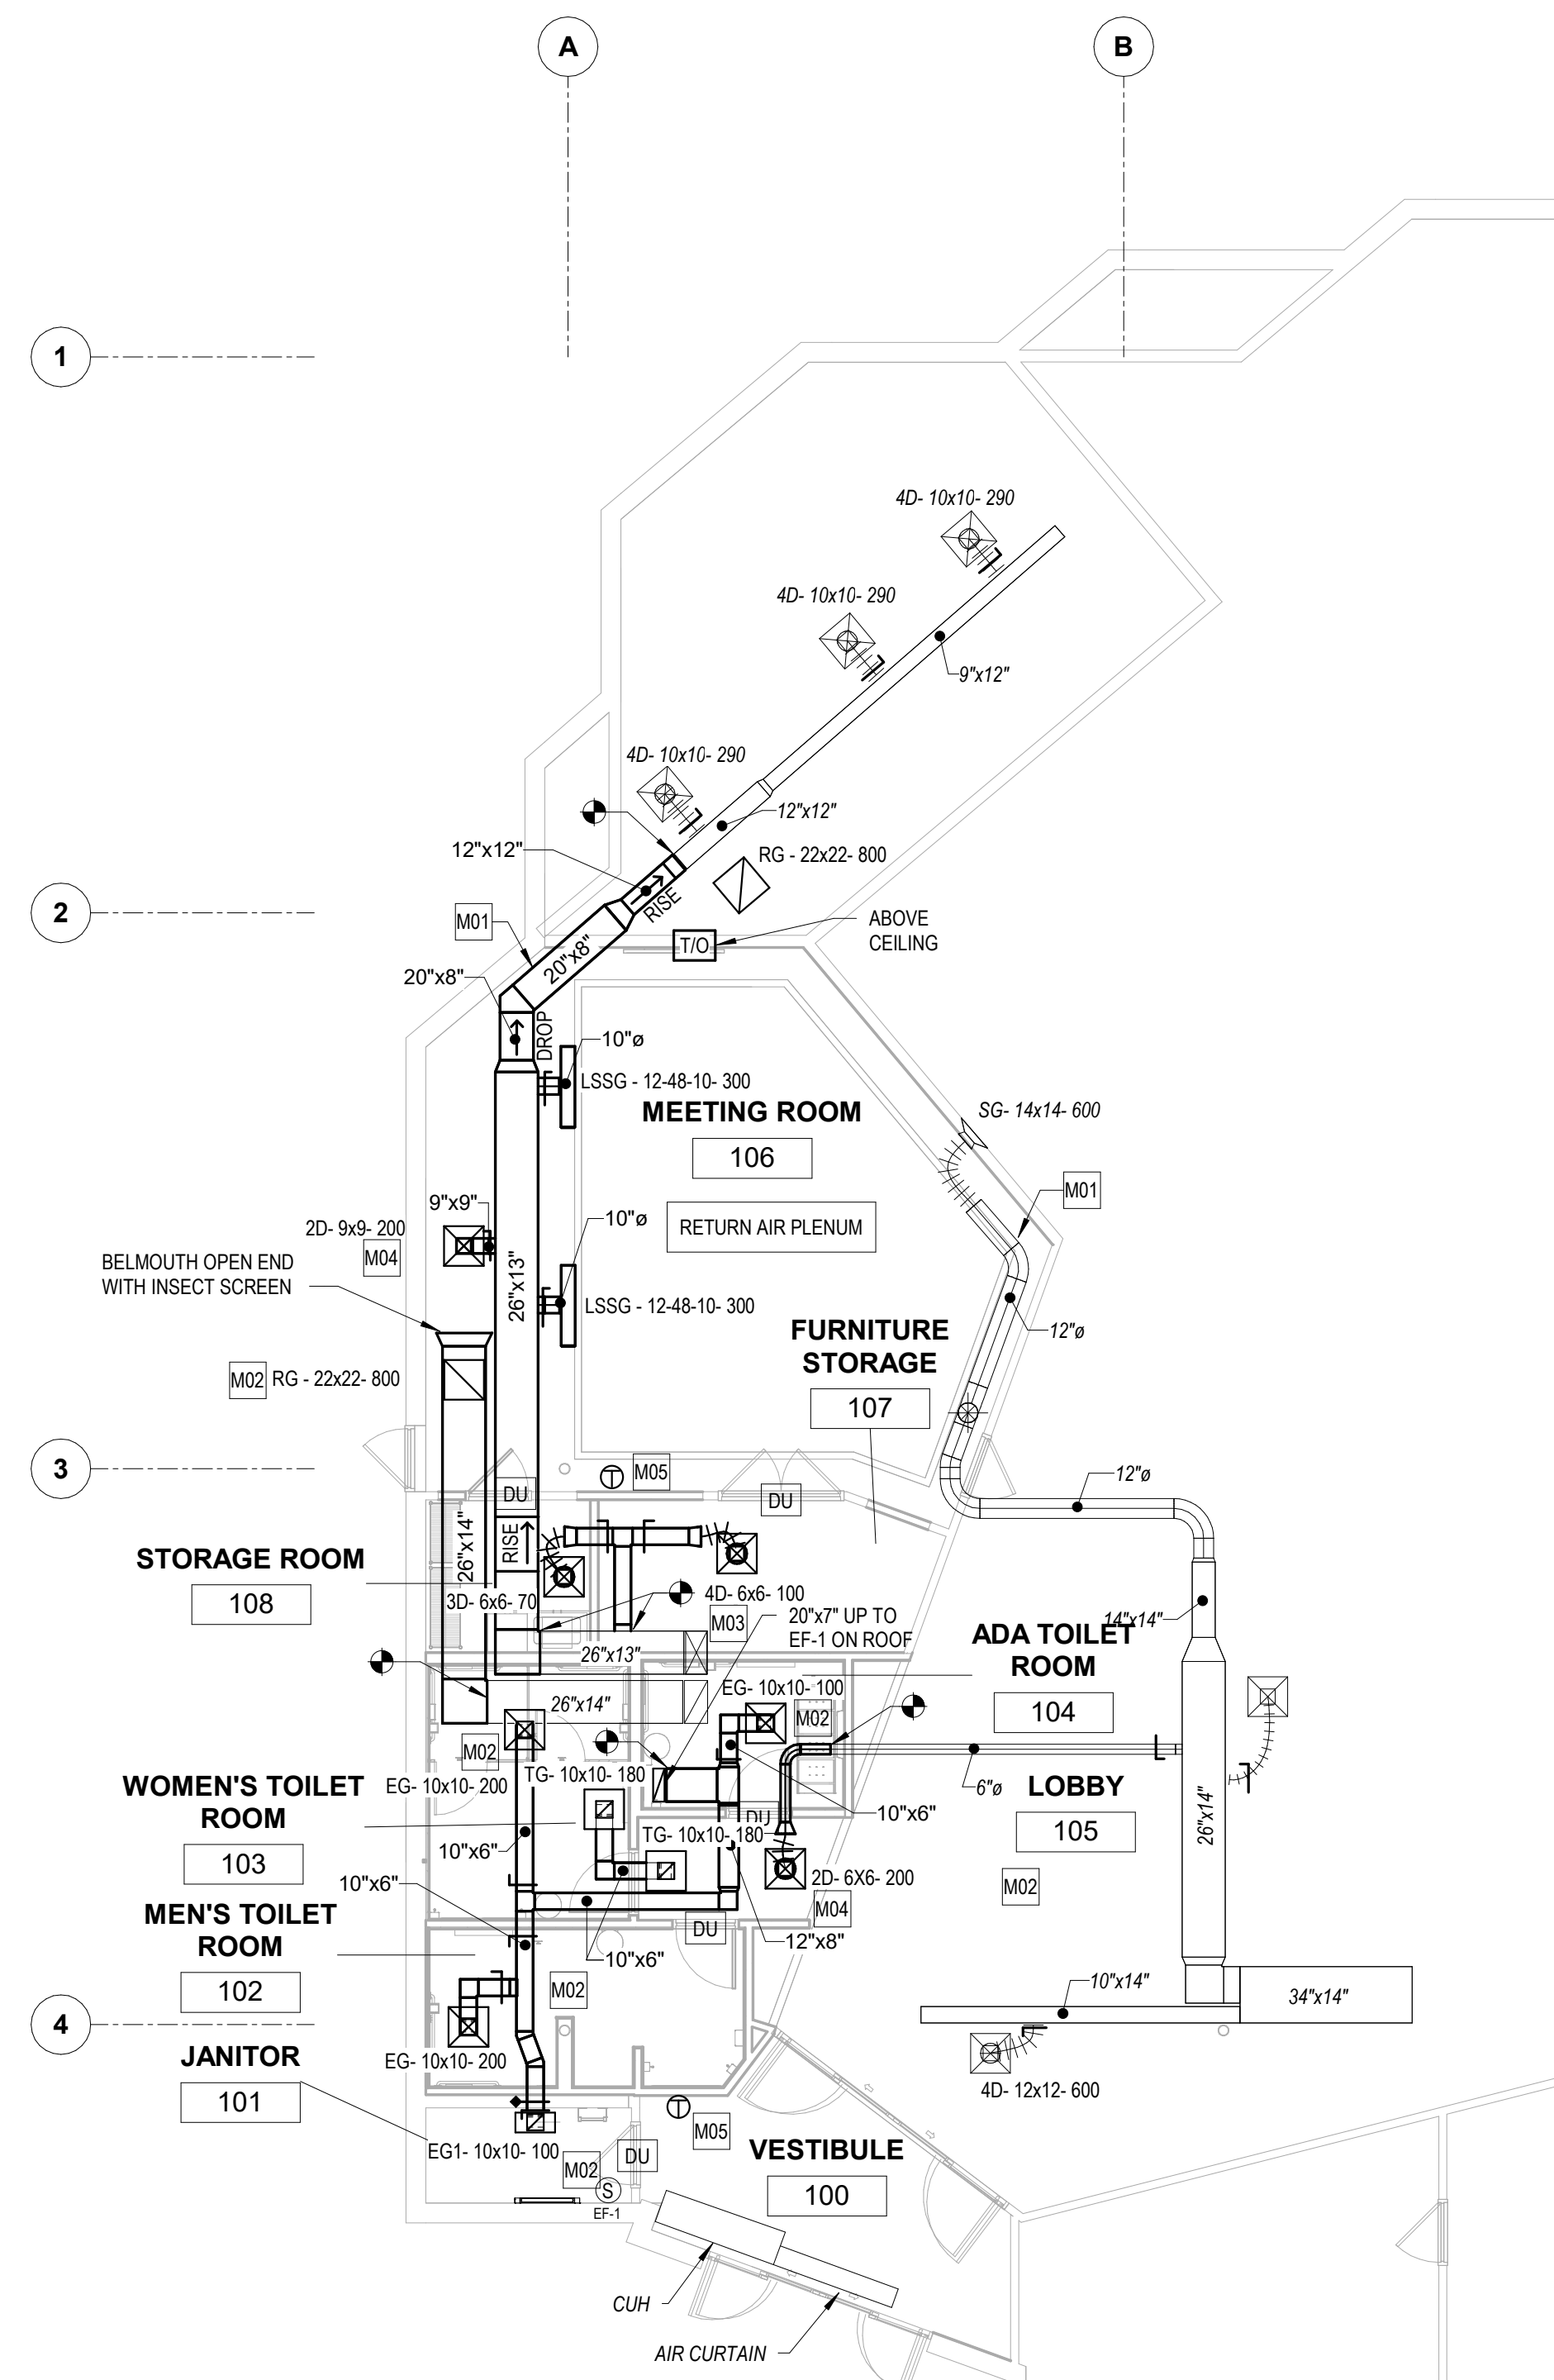 A
B
1
4D- 10x10- 290
4D- 10x10- 290
9"x12"
4D- 10x10- 290
12"x12"
12"x12"
RG - 22x22- 800
RISE
2
M01
ABOVE
CEILING
T/O
20"x8"
20"x8"
DROP
10"ø
LSSG - 12-48-10- 300
MEETING ROOM
106
SG- 14x14- 600
M01
9"x9"
2D- 9x9- 200
M04
10"ø
RETURN AIR PLENUM
BELMOUTH OPEN END
WITH INSECT SCREEN
26"x13"
LSSG - 12-48-10- 300
FURNITURE
STORAGE
107
12"ø
M02
RG - 22x22- 800
3
M05
DU
DU
12"ø
26"x14"
RISE
STORAGE ROOM
108
3D- 6x6- 70
4D- 6x6- 100
M03
20"x7" UP TO
EF-1 ON ROOF
14"x14"
ADA TOILET
ROOM
104
26"x13"
26"x14"
EG- 10x10- 100
M02
M02
EG- 10x10- 200
TG- 10x10- 180
WOMEN'S TOILET
ROOM
103
10"x6"
6"ø
LOBBY
105
26"x14"
10"x6"
DU
TG- 10x10- 180
10"x6"
2D- 6X6- 200
M04
M02
MEN'S TOILET
ROOM
102
DU
12"x8"
10"x6"
M02
10"x14"
34"x14"
4
JANITOR
101
EG- 10x10- 200
4D- 12x12- 600
M05
EG1- 10x10- 100
M02
DU
S
EF-1
VESTIBULE
100
CUH
AIR CURTAIN
T
T